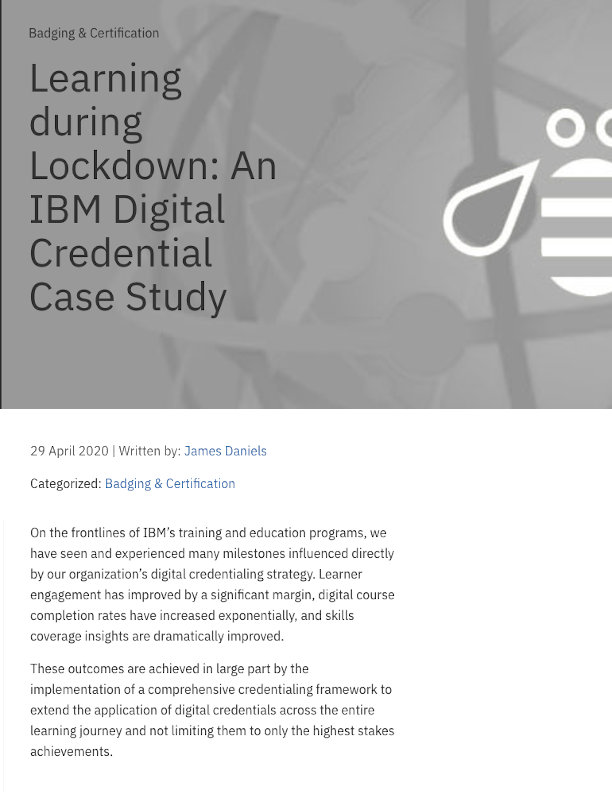 Badging & Certification
Learning
during
Lockdown: An
IBM Digital
Credential
Case Study
29 April 2020 | Written by: James Daniels
Categorized: Badging & Certification
On the frontlines of IBM’s training and education programs, we
have seen and experienced many milestones influenced directly
by our organization’s digital credentialing strategy. Learner
engagement has improved by a significant margin, digital course
completion rates have increased exponentially, and skills
coverage insights are dramatically improved.
These outcomes are achieved in large part by the
implementation of a comprehensive credentialing framework to
extend the application of digital credentials across the entire
learning journey and not limiting them to only the highest stakes
achievements.